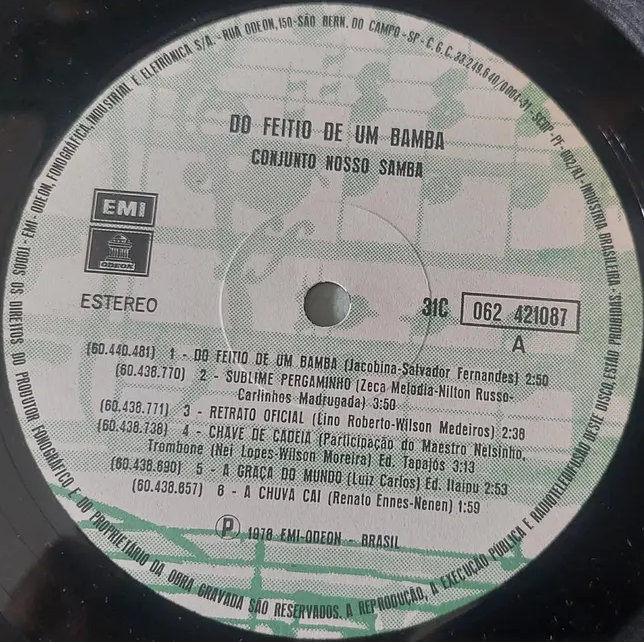 DO FEITIO DE UM BAMBA
CONJUNTO NOSSO SAMBA
EMI
ODEON
ESTEREO
31C 062 421087
A
(60.440.481) 1 - DO FEITIO DE UM BAMBA (Jacobina-Salvador Fernandes) 2:50
(60.438.770) 2 - SUBLIME PERGAMINHO (Zeca Melodia-Nilton Russo-
Carlinhos Madrugada) 3:50
(60.438.771) 3 - RETRATO OFICIAL (Lino Roberto-Wilson Medeiros) 2:38
(60.438.738) 4 - CHAVE DE CADEIA (Participação do Maestro Nelsinho,
Trombone (Nei Lopes-Wilson Moreira) Ed. Tapajós 3:13
(60.438.690) 5 - A GRAÇA DO MUNDO (Luiz Carlos) Ed. Itaipu 2:53
(60.438.657) 6 - A CHUVA CAI (Renato Ennes-Nenen) 1:59
Ⓟ 1978 EMI-ODEON - BRASIL
TODOS OS DIREITOS DO PRODUTOR FONOGRÁFICO E DO PROPRIETÁRIO DA OBRA GRAVADA SÃO RESERVADOS. A REPRODUÇÃO, A EXECUÇÃO PÚBLICA E RADIOTELEDIFUSÃO DESTE DISCO, ESTÃO PROIBIDAS. - EMI - ODEON, FONOGRÁFICA, INDUSTRIAL E ELETRÔNICA S/A. - RUA ODEON, 150 - SÃO BERN. DO CAMPO - SP - C.G.C. 33.249.640/0004-31 - SCDP - PF - 002/RJ - INDÚSTRIA BRASILEIRA